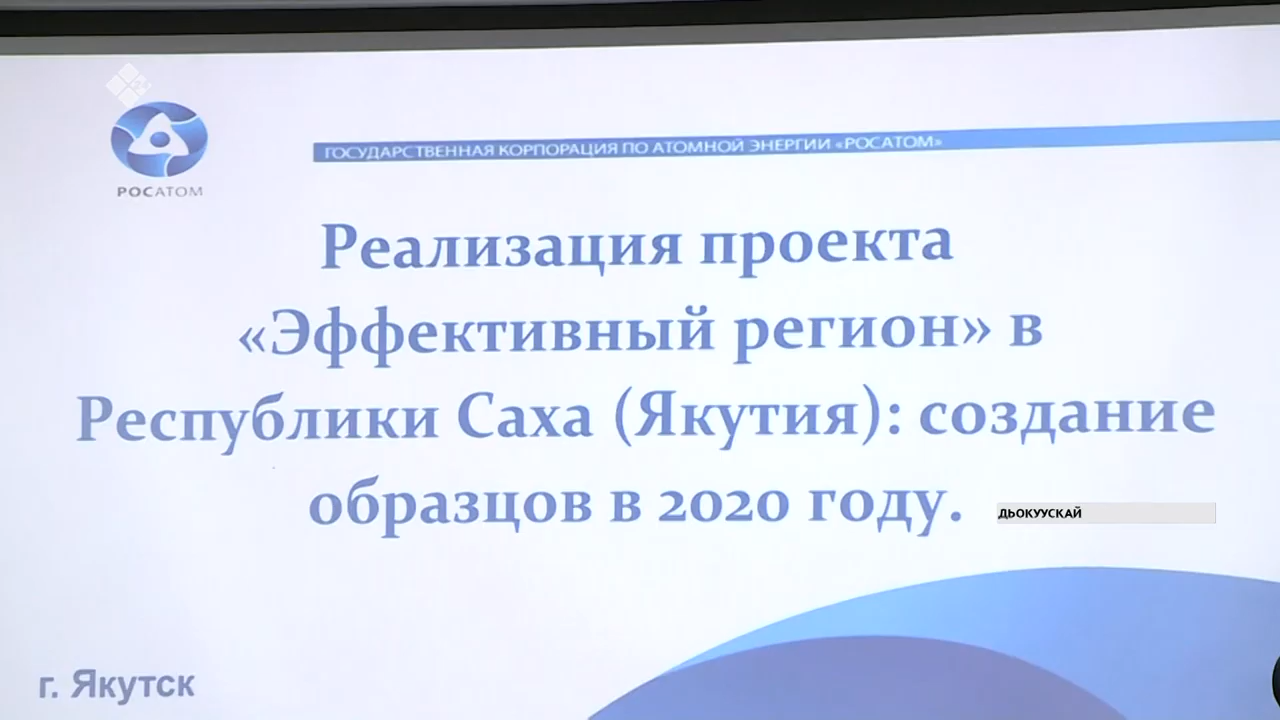 ГОСУДАРСТВЕННАЯ КОРПОРАЦИЯ ПО АТОМНОЙ ЭНЕРГИИ «РОСАТОМ»
РОСАТОМ
Реализация проекта
«Эффективный регион» в
Республики Саха (Якутия): создание
образцов в 2020 году.
ДЬОКУУСКАЙ
г. Якутск